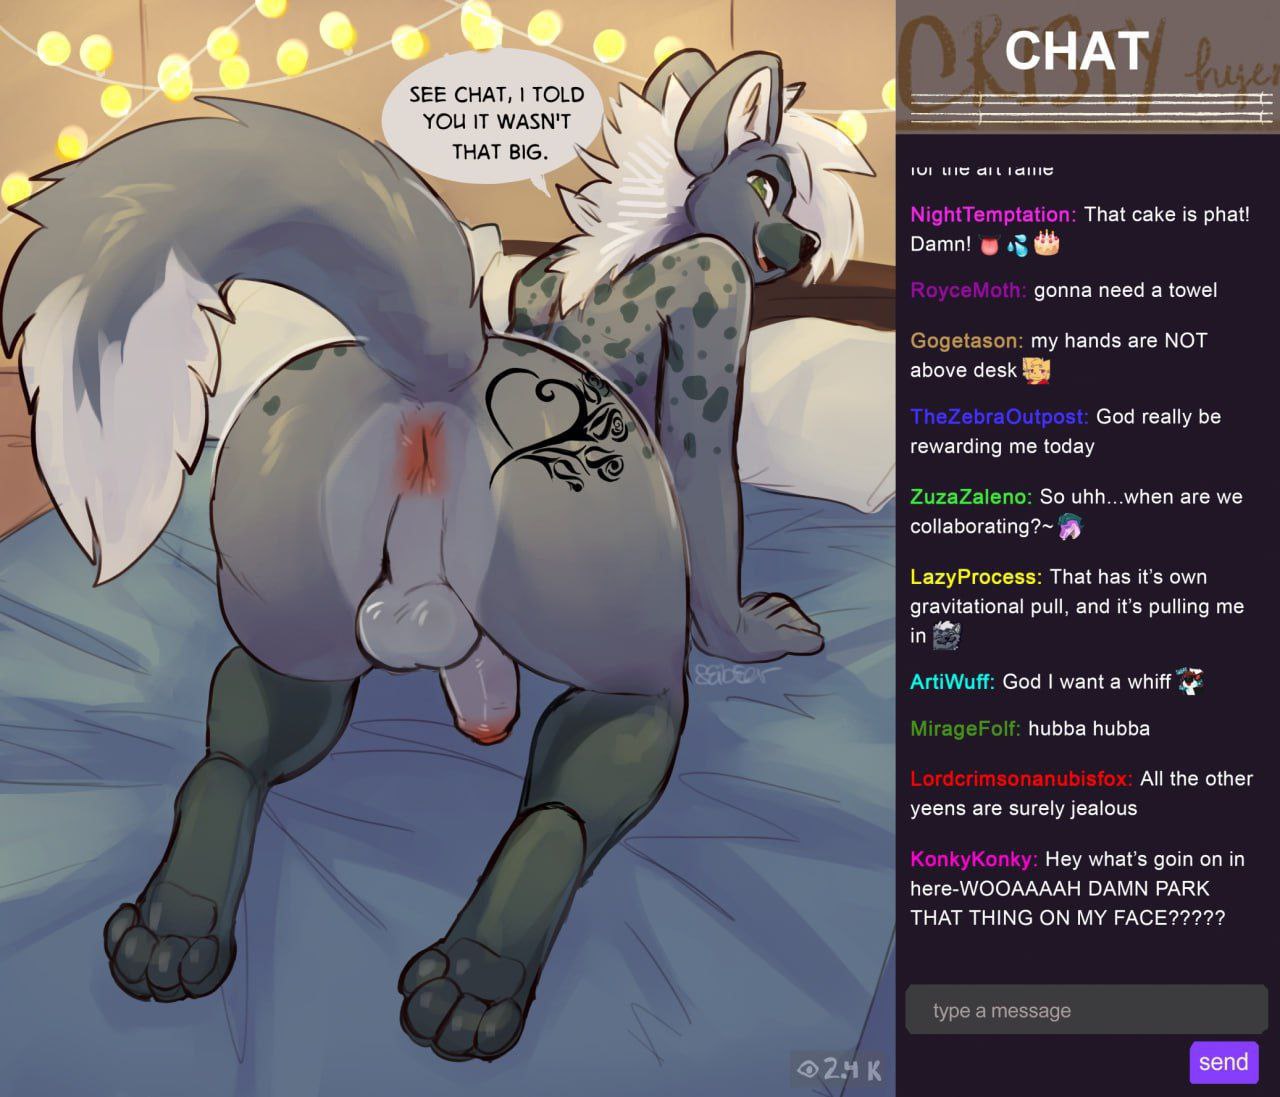 SEE CHAT, I TOLD
YOU IT WASN'T
THAT BIG.
CHAT
for the art raffle
NightTemptation: That cake is phat!
Damn! 👅💦🎂
RoyceMoth: gonna need a towel
Gogetason: my hands are NOT
above desk
TheZebraOutpost: God really be
rewarding me today
ZuzaZaleno: So uhh...when are we
collaborating?~
LazyProcess: That has it’s own
gravitational pull, and it’s pulling me
in
ArtiWuff: God I want a whiff
MirageFolf: hubba hubba
Lordcrimsonanubisfox: All the other
yeens are surely jealous
KonkyKonky: Hey what’s goin on in
here-WOOAAAAH DAMN PARK
THAT THING ON MY FACE?????
type a message
send
2.4 K